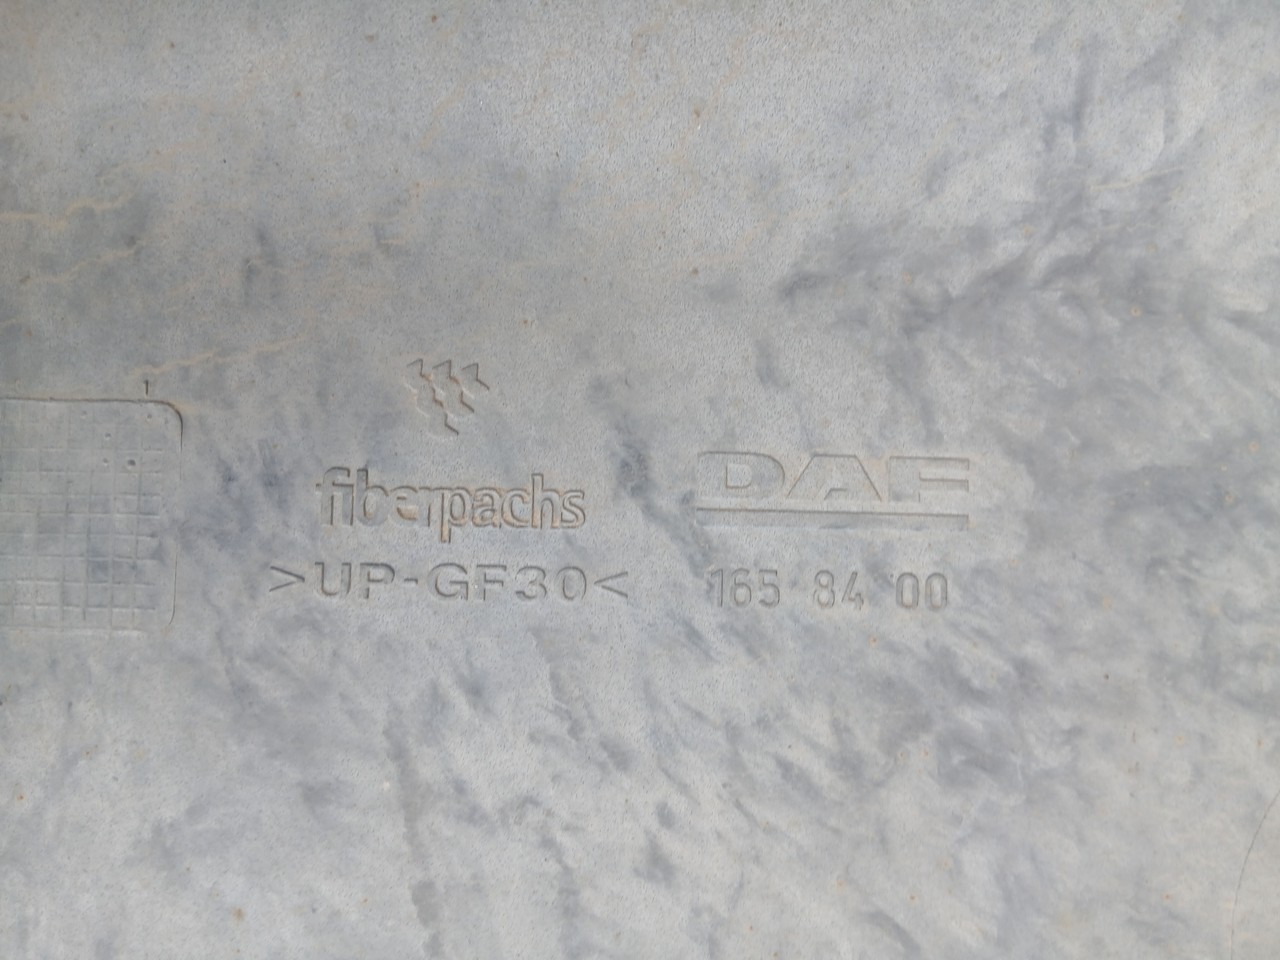 fiberpachs
>UP-GF30<
DAF
165 84 00